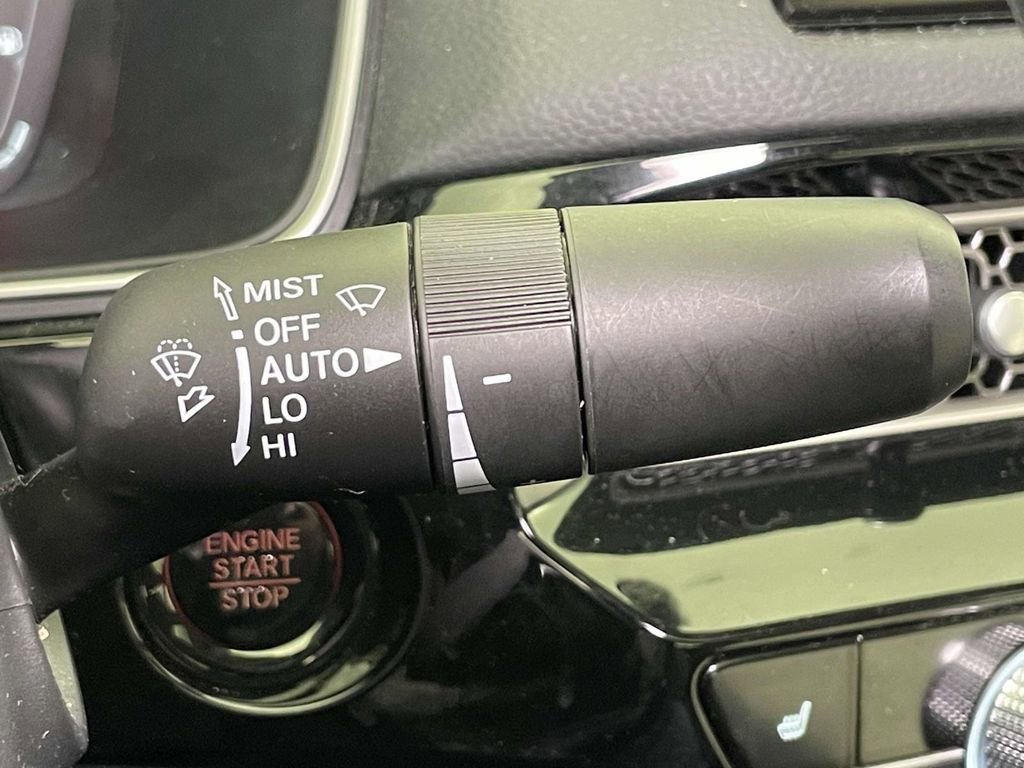 MIST
OFF
AUTO
LO
HI
ENGINE
START
STOP